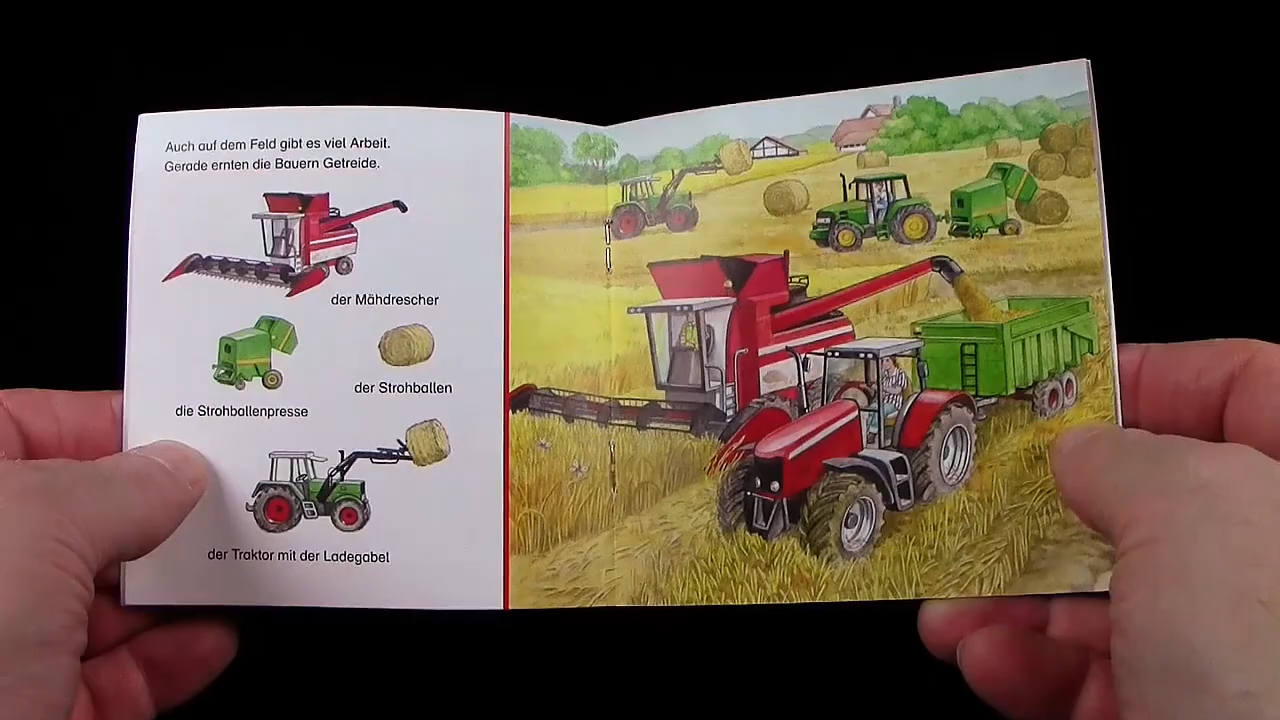 Auch auf dem Feld gibt es viel Arbeit.
Gerade ernten die Bauern Getreide.
der Mähdrescher
der Strohballen
die Strohballenpresse
der Traktor mit der Ladegabel